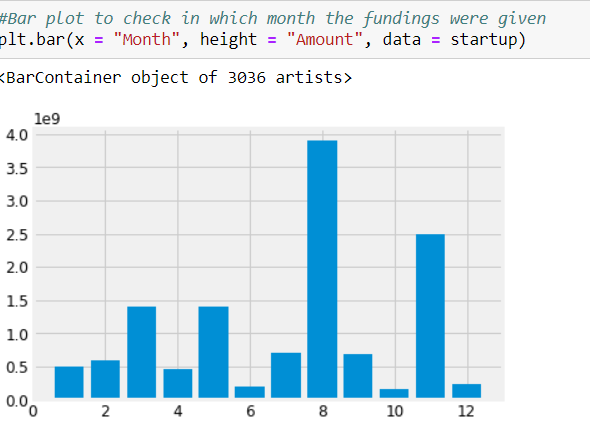 #Bar plot to check in which month the fundings were given
plt.bar(x = "Month", height = "Amount", data = startup)
<BarContainer object of 3036 artists>
1e9
4.0
3.5
3.0
2.5
2.0
1.5
1.0
0.5
0.0
0 2 4 6 8 10 12